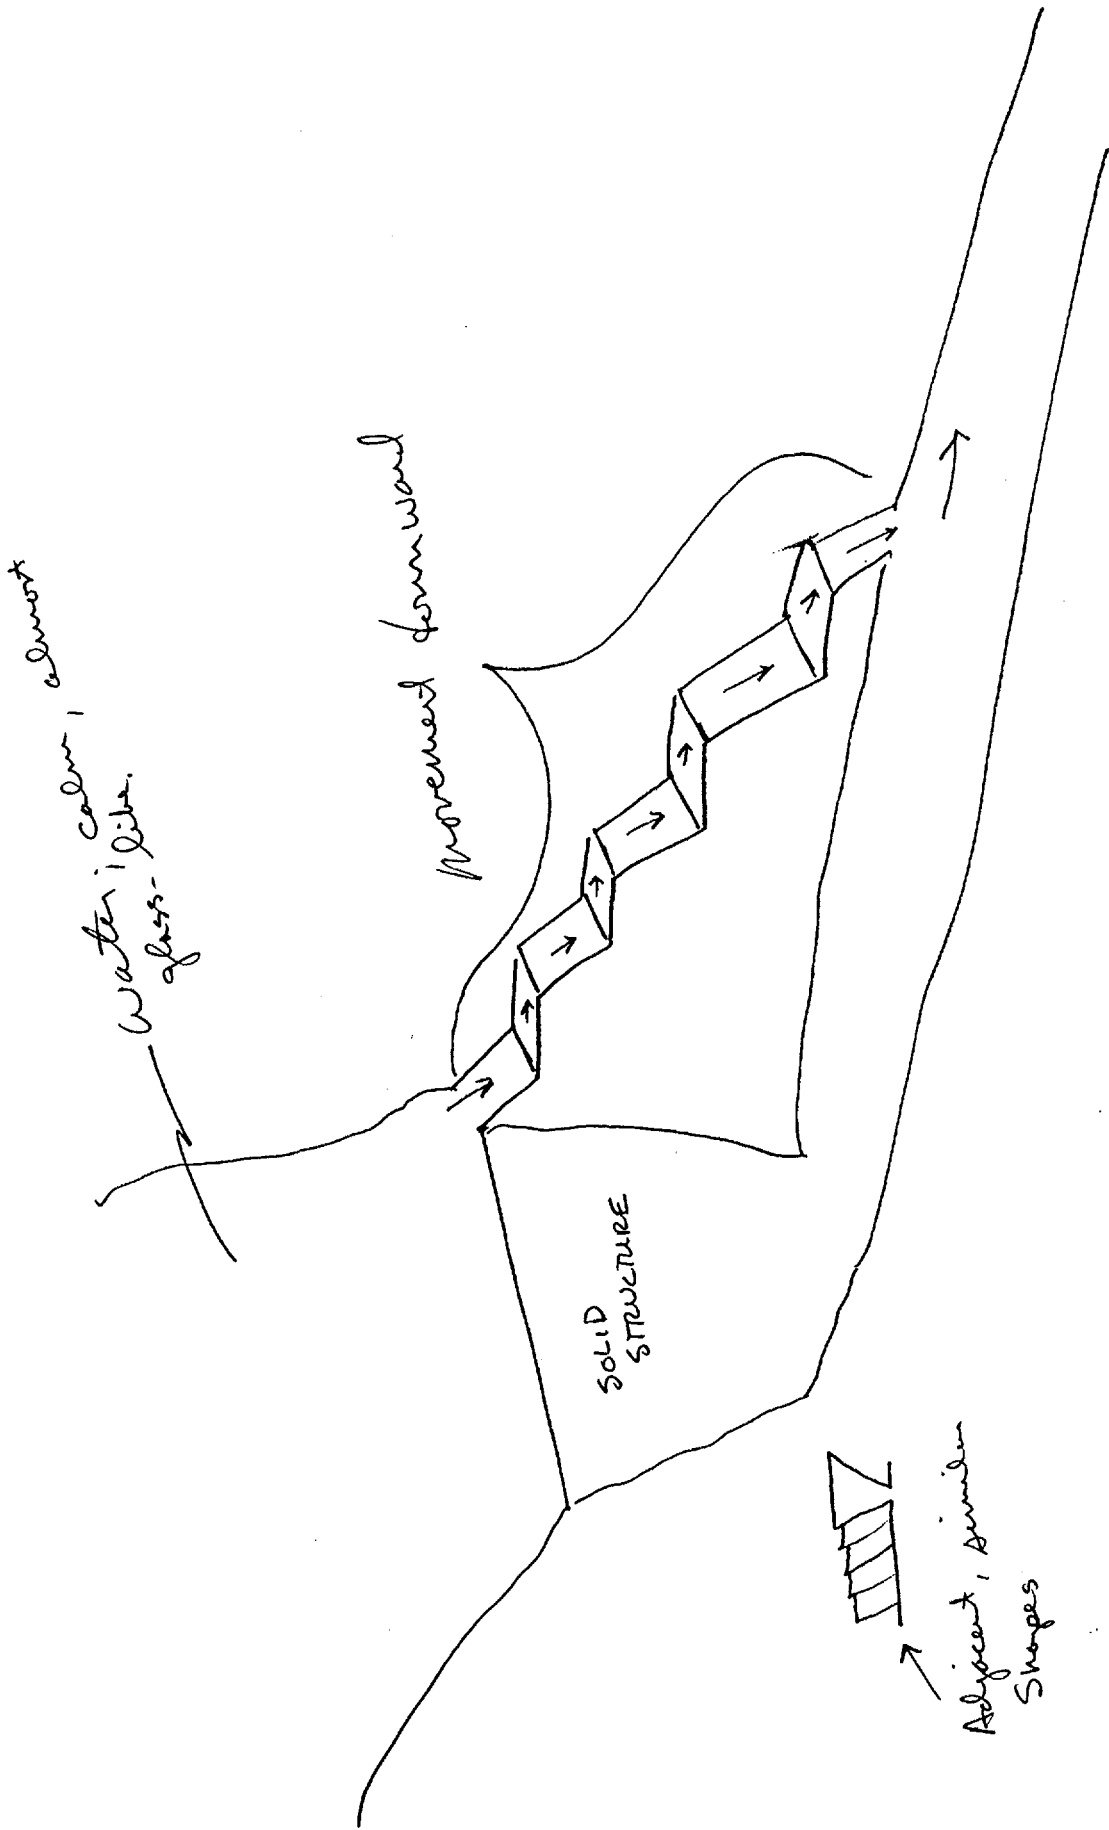 Water; calm, almost
glass-like.
movement downward
SOLID
STRUCTURE
Adjacent, similar
Shapes